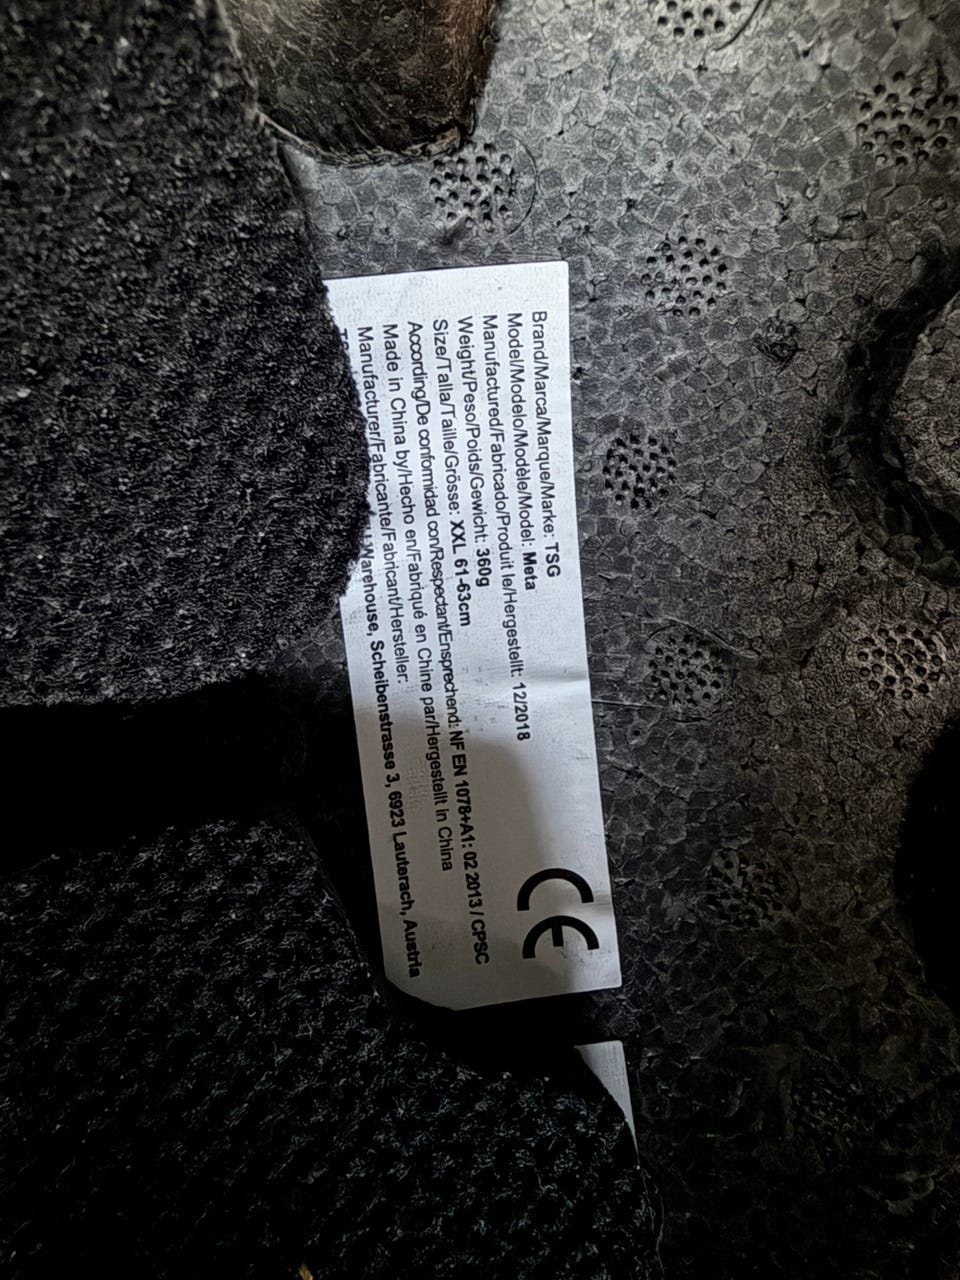 Brand/Marca/Marque/Marke: TSG
Model/Modelo/Modèle/Model: Meta
Manufactured/Fabricado/Produit le/Hergestellt: 12/2018
Weight/Peso/Poids/Gewicht: 360g
Size/Talla/Taille/Grösse: XXL 61-63cm
According/De conformidad con/Respectant/Ensprechend: NF EN 1078+A1: 02 2013 / CPSC
Made in China by/Hecho en/Fabriqué en Chine par/Hergestellt in China
Manufacturer/Fabricante/Fabricant/Hersteller:
Warehouse, Scheibenstrasse 3, 6923 Lauterach, Austria
CE